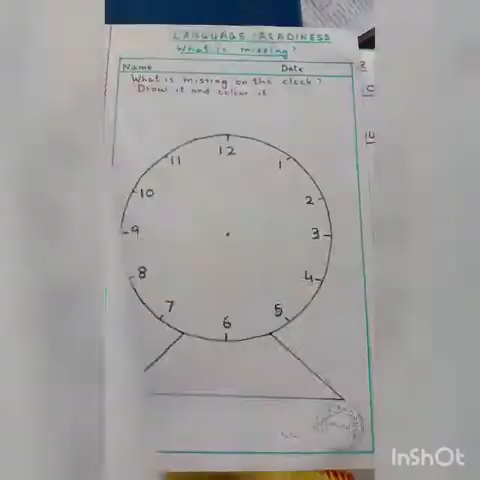 LANGUAGE READINESS
What is missing?
Name Date
What is missing on the clock?
Draw it and colour it
12
11 1
10 2
9 3
8 4
7 5
6
InShOt